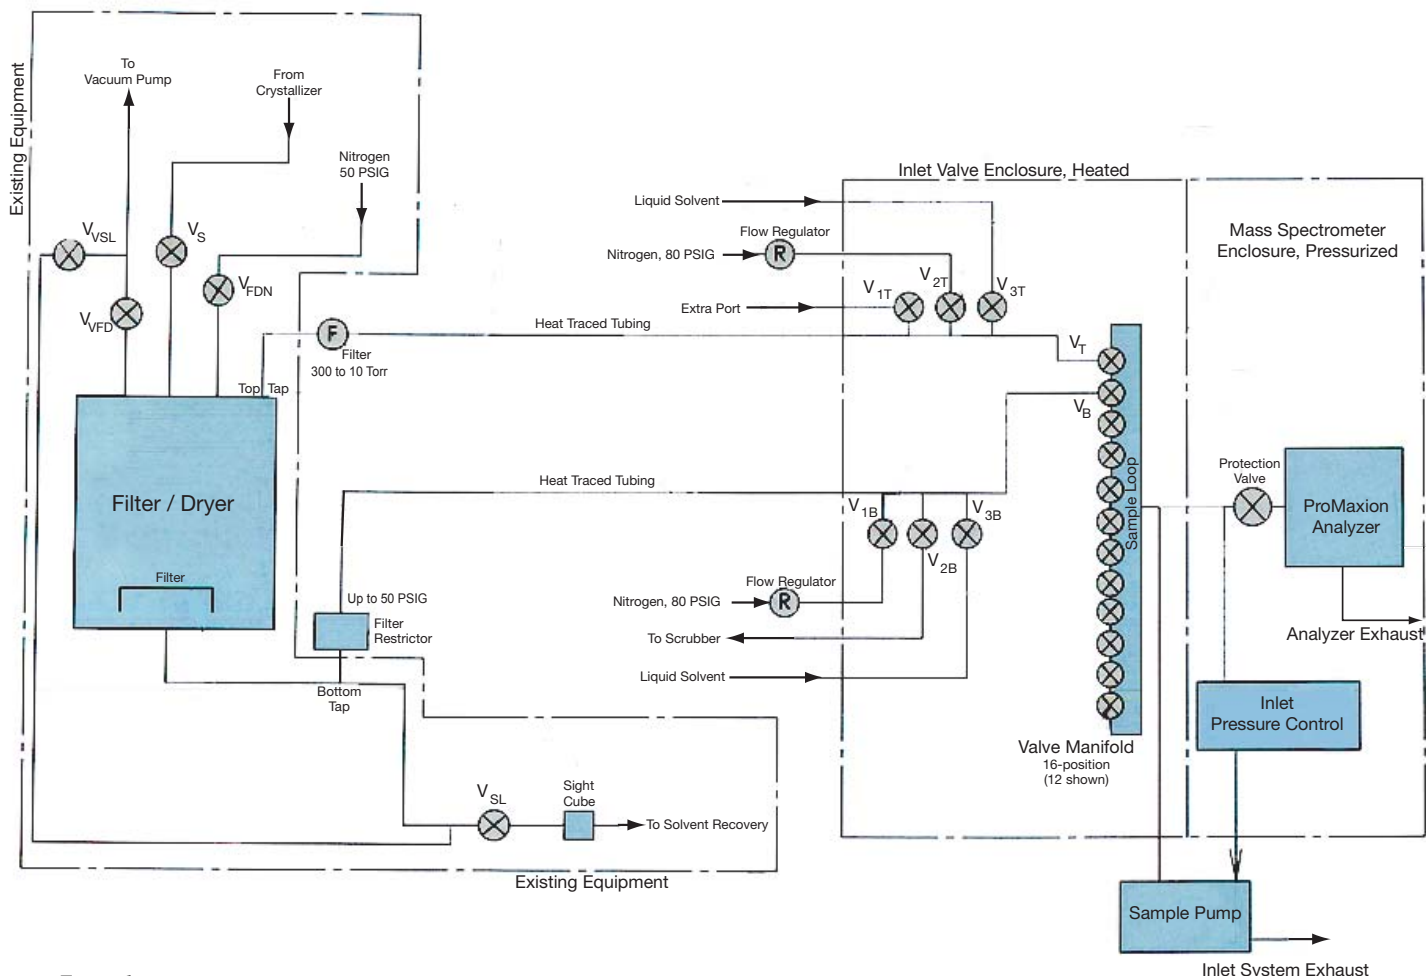 Existing Equipment
To
Vacuum Pump
From
Crystallizer
Nitrogen
50 PSIG
VVSL
VS
VFDN
VVFD
Top Tap
F
Filter
300 to 10 Torr
Heat Traced Tubing
Filter / Dryer
Filter
Heat Traced Tubing
Up to 50 PSIG
Filter
Restrictor
Bottom
Tap
VSL
Sight
Cube
To Solvent Recovery
Existing Equipment
Inlet Valve Enclosure, Heated
Liquid Solvent
Flow Regulator
Nitrogen, 80 PSIG
R
Extra Port
V1T
V2T
V3T
VT
VB
V1B
V3B
V2B
Flow Regulator
Nitrogen, 80 PSIG
R
To Scrubber
Liquid Solvent
Sample Loop
Valve Manifold
16-position
(12 shown)
Mass Spectrometer
Enclosure, Pressurized
Protection
Valve
ProMaxion
Analyzer
Analyzer Exhaust
Inlet
Pressure Control
Sample Pump
Inlet System Exhaust